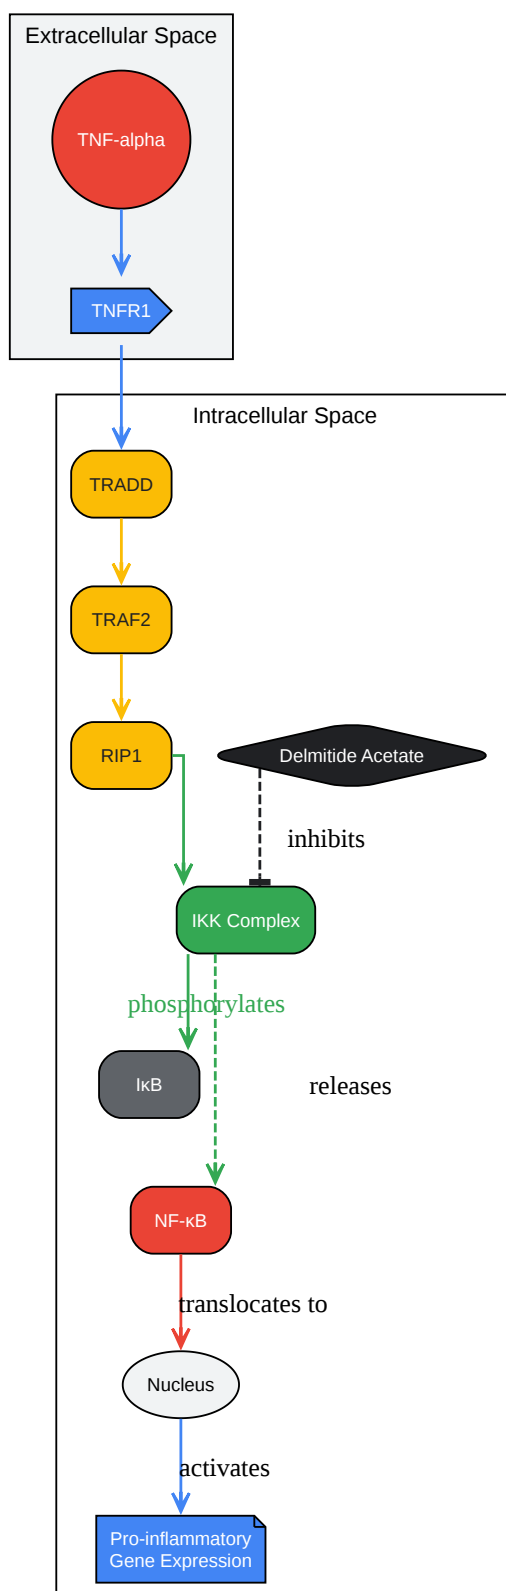 Extracellular Space
TNF-alpha
TNFR1
Intracellular Space
TRADD
TRAF2
RIP1
Delmitide Acetate
inhibits
IKK Complex
phosphorylates
IκB
releases
NF-κB
translocates to
Nucleus
activates
Pro-inflammatory
Gene Expression